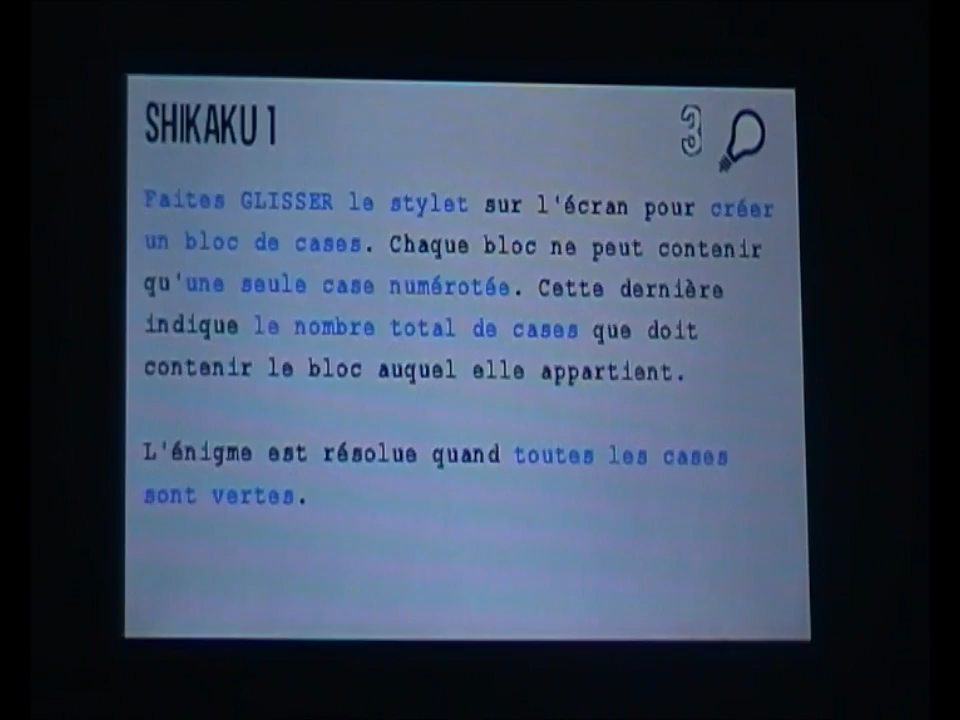 SHIKAKU 1
3
Faites GLISSER le stylet sur l'écran pour créer
un bloc de cases. Chaque bloc ne peut contenir
qu'une seule case numérotée. Cette dernière
indique le nombre total de cases que doit
contenir le bloc auquel elle appartient.
L'énigme est résolue quand toutes les cases
sont vertes.